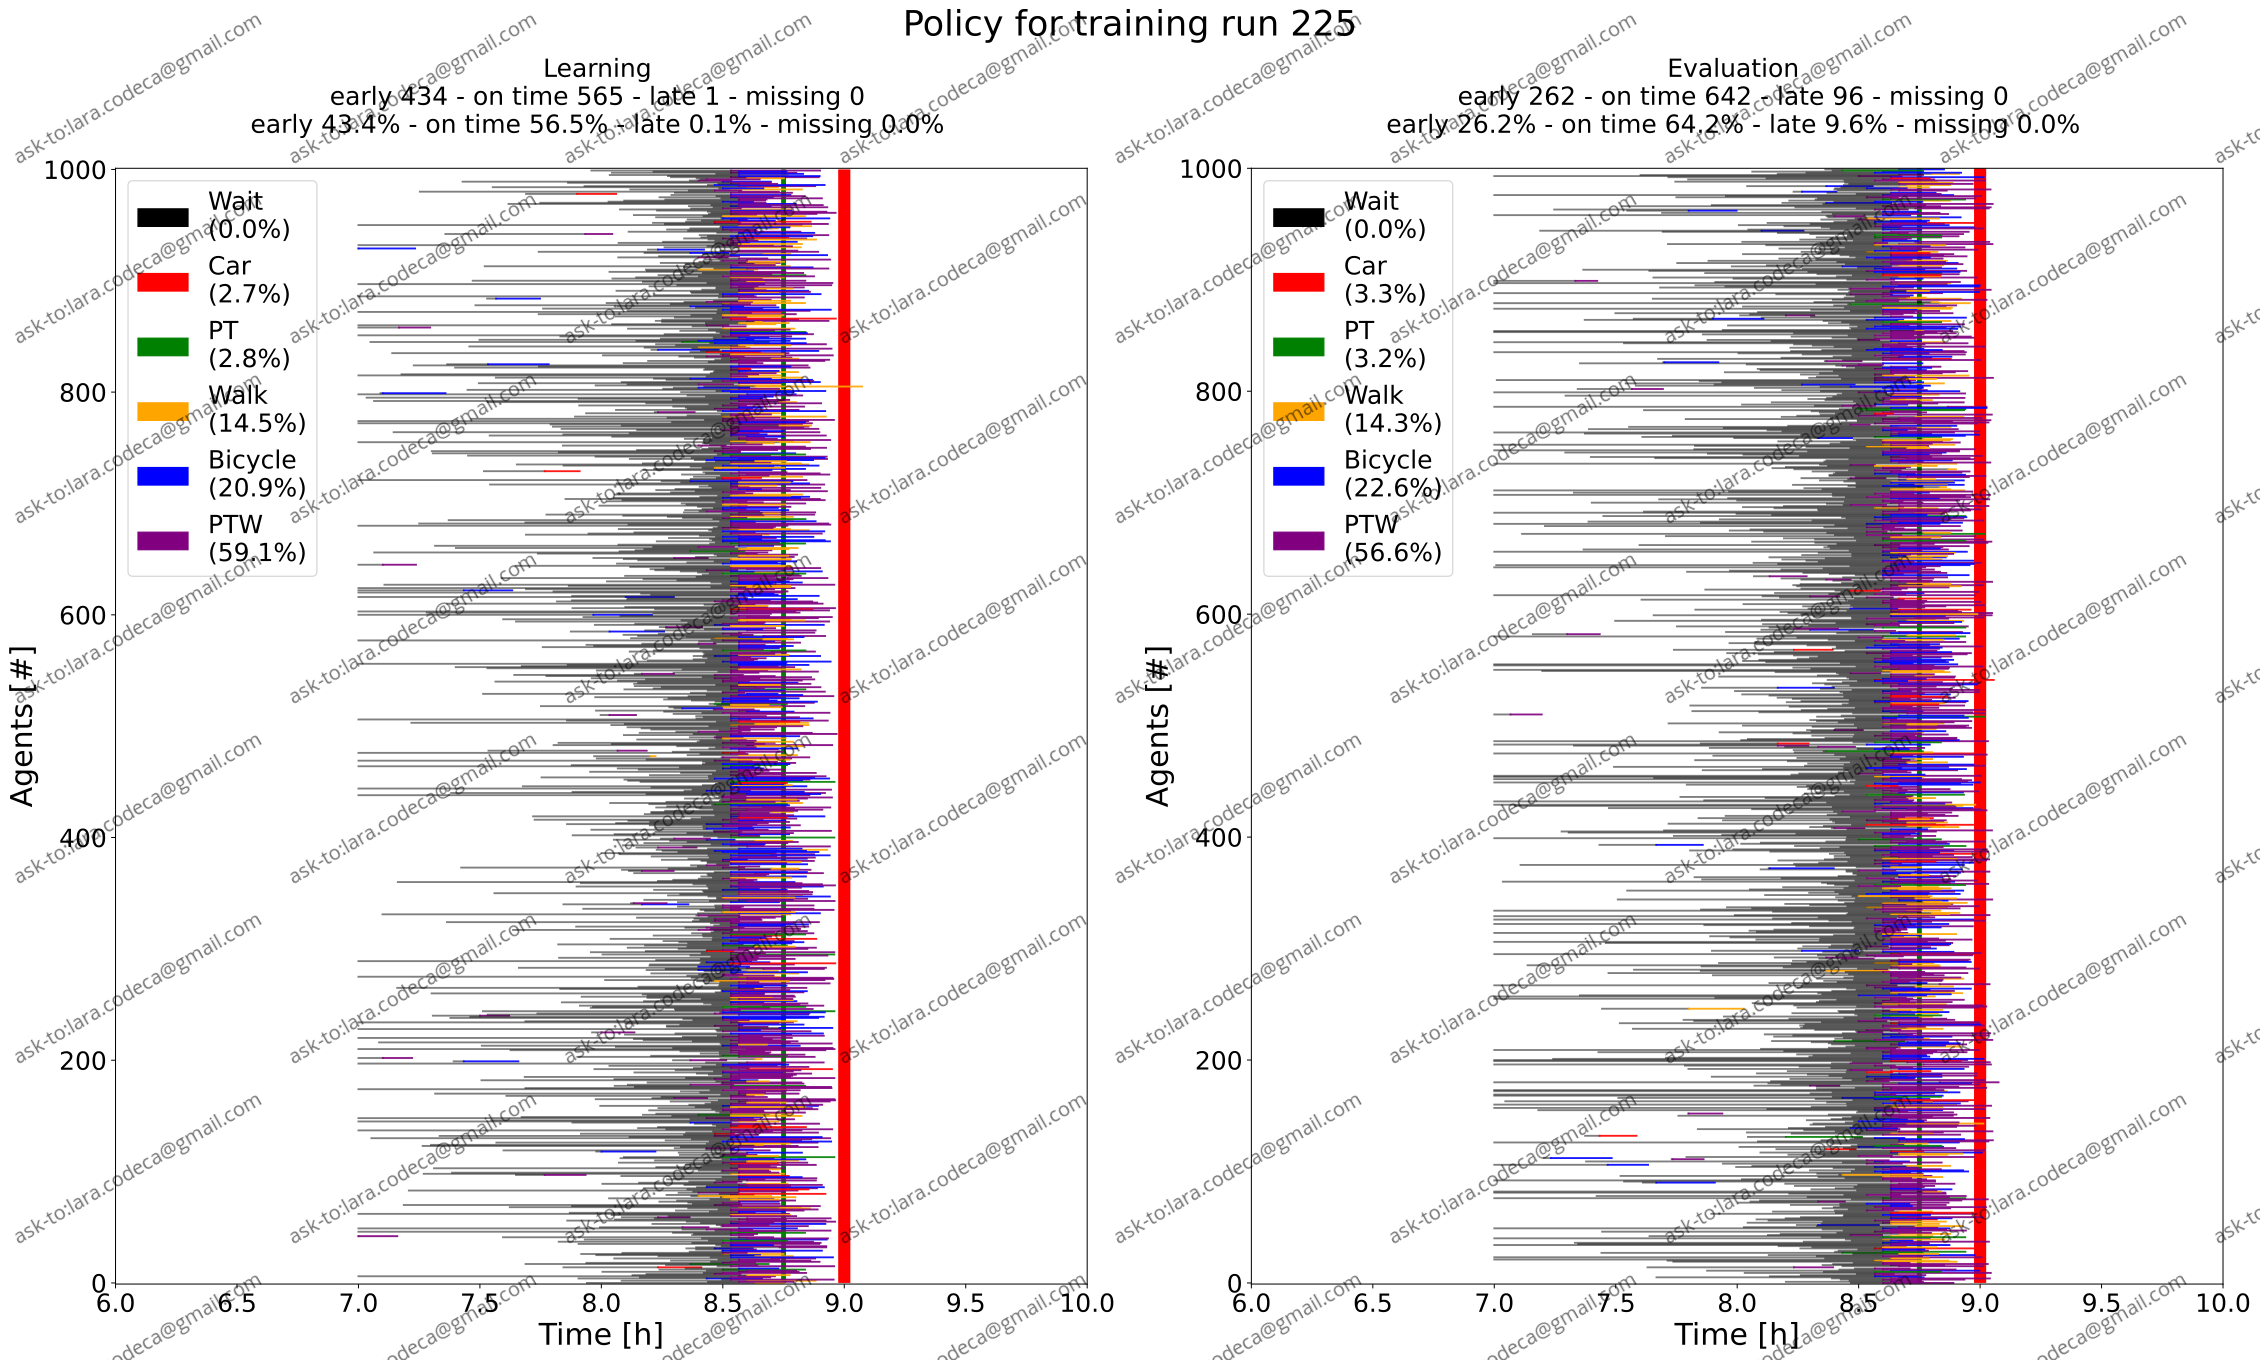 Policy for training run 225
Learning
early 434 - on time 565 - late 1 - missing 0
early 43.4% - on time 56.5% - late 0.1% - missing 0.0%
1000
800
600
400
200
0
Agents [#]
Wait
(0.0%)
Car
(2.7%)
PT
(2.8%)
Walk
(14.5%)
Bicycle
(20.9%)
PTW
(59.1%)
6.0 6.5 7.0 7.5 8.0 8.5 9.0 9.5 10.0
Time [h]
Evaluation
early 262 - on time 642 - late 96 - missing 0
early 26.2% - on time 64.2% - late 9.6% - missing 0.0%
1000
800
600
400
200
0
Agents [#]
Wait
(0.0%)
Car
(3.3%)
PT
(3.2%)
Walk
(14.3%)
Bicycle
(22.6%)
PTW
(56.6%)
6.0 6.5 7.0 7.5 8.0 8.5 9.0 9.5 10.0
Time [h]
ask-to:lara.codeca@gmail.com